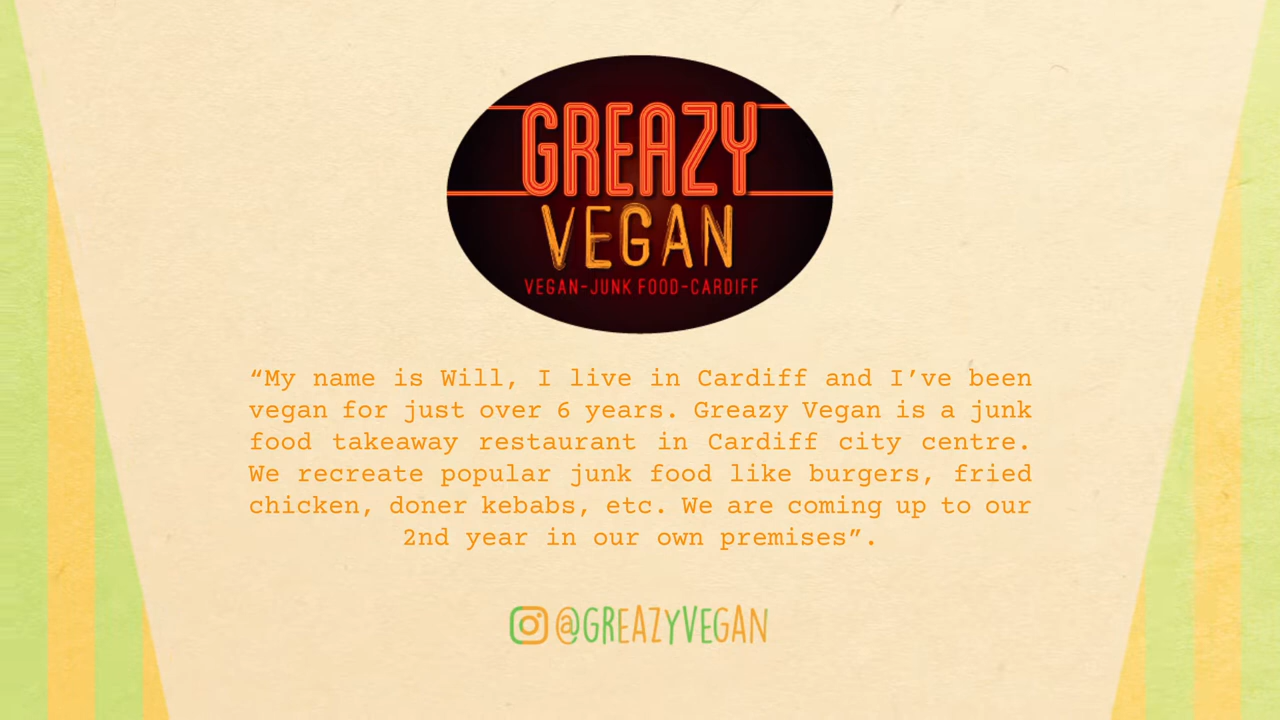 GREAZY
VEGAN
VEGAN-JUNK FOOD-CARDIFF
“My name is Will, I live in Cardiff and I’ve been
vegan for just over 6 years. Greazy Vegan is a junk
food takeaway restaurant in Cardiff city centre.
We recreate popular junk food like burgers, fried
chicken, doner kebabs, etc. We are coming up to our
2nd year in our own premises”.
@GREAZYVEGAN